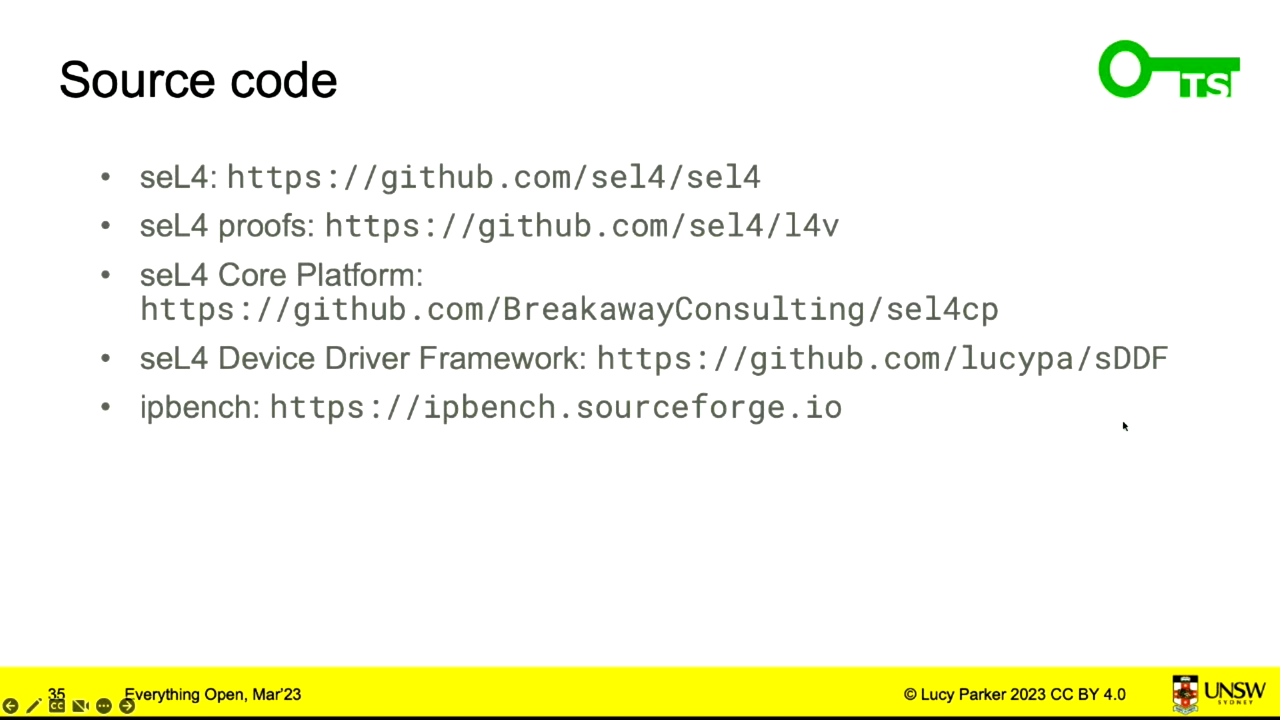 Source code
TS
• seL4: https://github.com/sel4/sel4
• seL4 proofs: https://github.com/sel4/l4v
• seL4 Core Platform:
https://github.com/BreakawayConsulting/sel4cp
• seL4 Device Driver Framework: https://github.com/lucypa/sDDF
• ipbench: https://ipbench.sourceforge.io
35 Everything Open, Mar'23 © Lucy Parker 2023 CC BY 4.0 UNSW
SYDNEY
CC